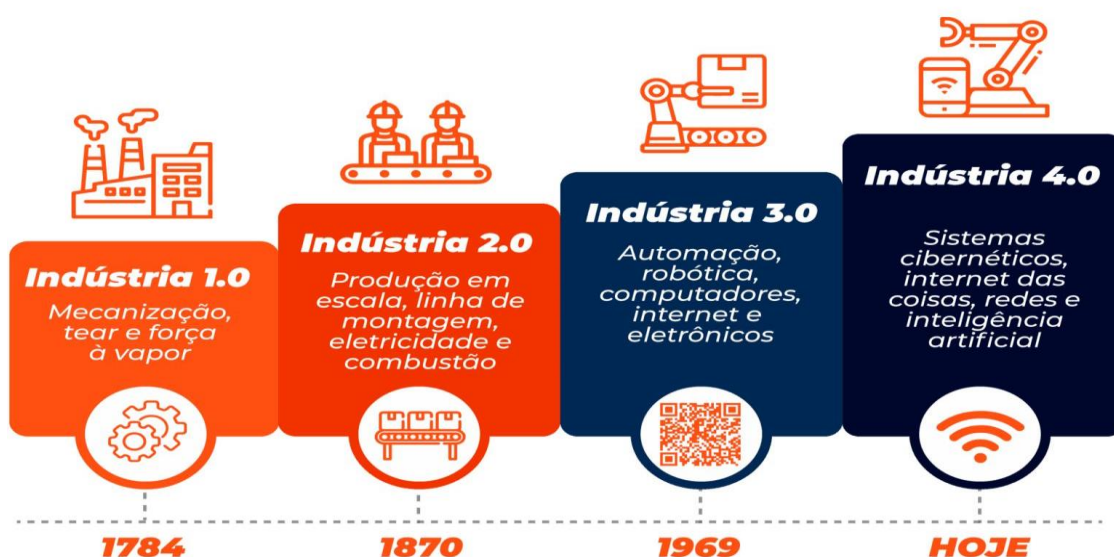 Indústria 1.0
Mecanização,
tear e força
à vapor
1784
Indústria 2.0
Produção em
escala, linha de
montagem,
eletricidade e
combustão
1870
Indústria 3.0
Automação,
robótica,
computadores,
internet e
eletrônicos
1969
Indústria 4.0
Sistemas
cibernéticos,
internet das
coisas, redes e
inteligência
artificial
HOJE